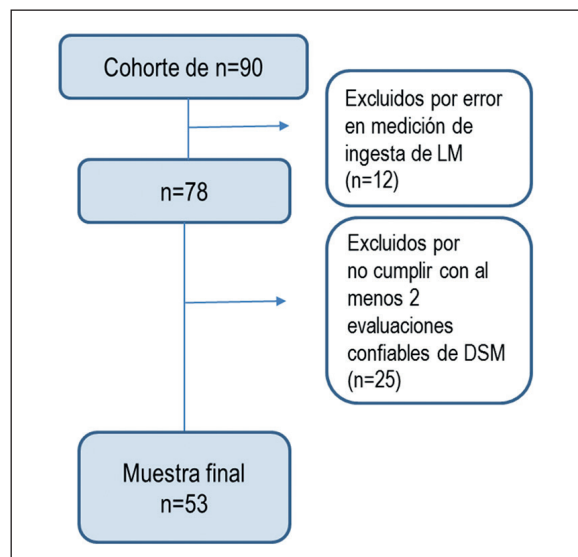 Cohorte de n=90
Excluidos por error
en medición de
ingesta de LM
(n=12)
n=78
Excluidos por
no cumplir con al
menos 2
evaluaciones
confiables de DSM
(n=25)
Muestra final
n=53